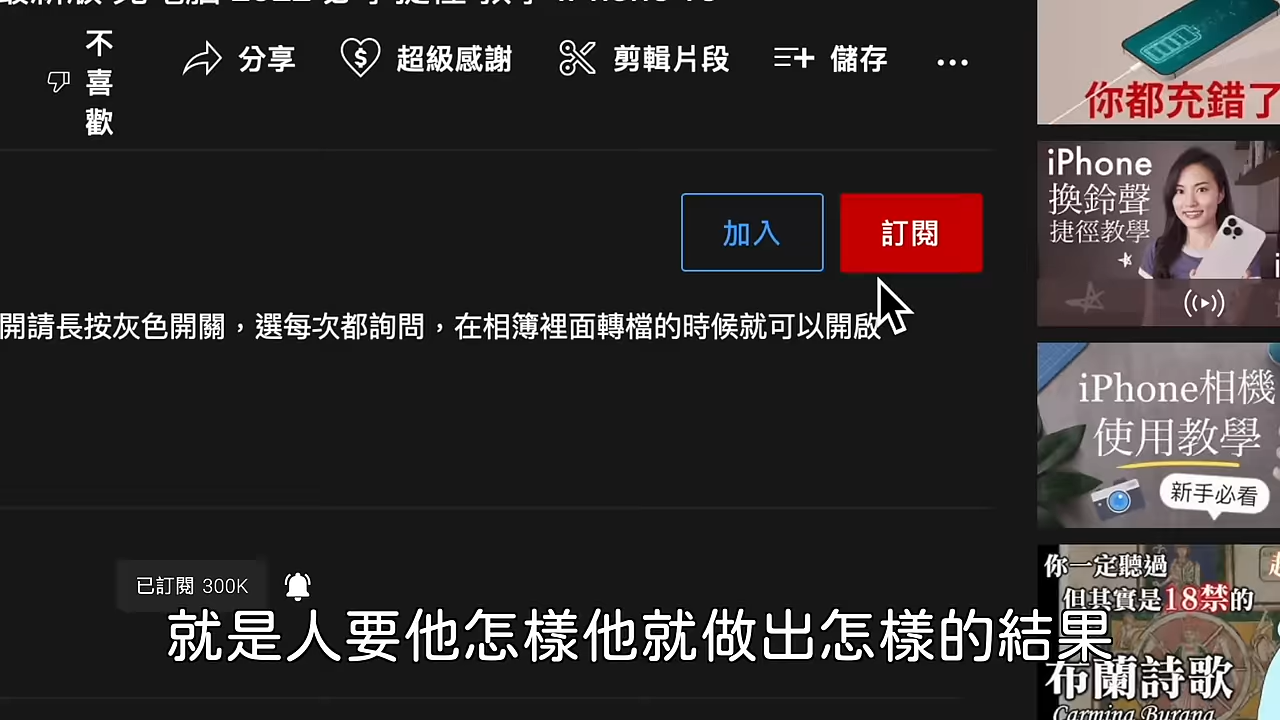 不喜歡
分享
超級感謝
剪輯片段
儲存
加入
訂閱
開請長按灰色開關，選每次都詢問，在相簿裡面轉檔的時候就可以開啟
已訂閱 300K
就是人要他怎樣他就做出怎樣的結果
你都充錯了
iPhone
換鈴聲
捷徑教學
iPhone相機
使用教學
新手必看
你一定聽過
但其實是18禁的
布蘭詩歌
Carmina Burana